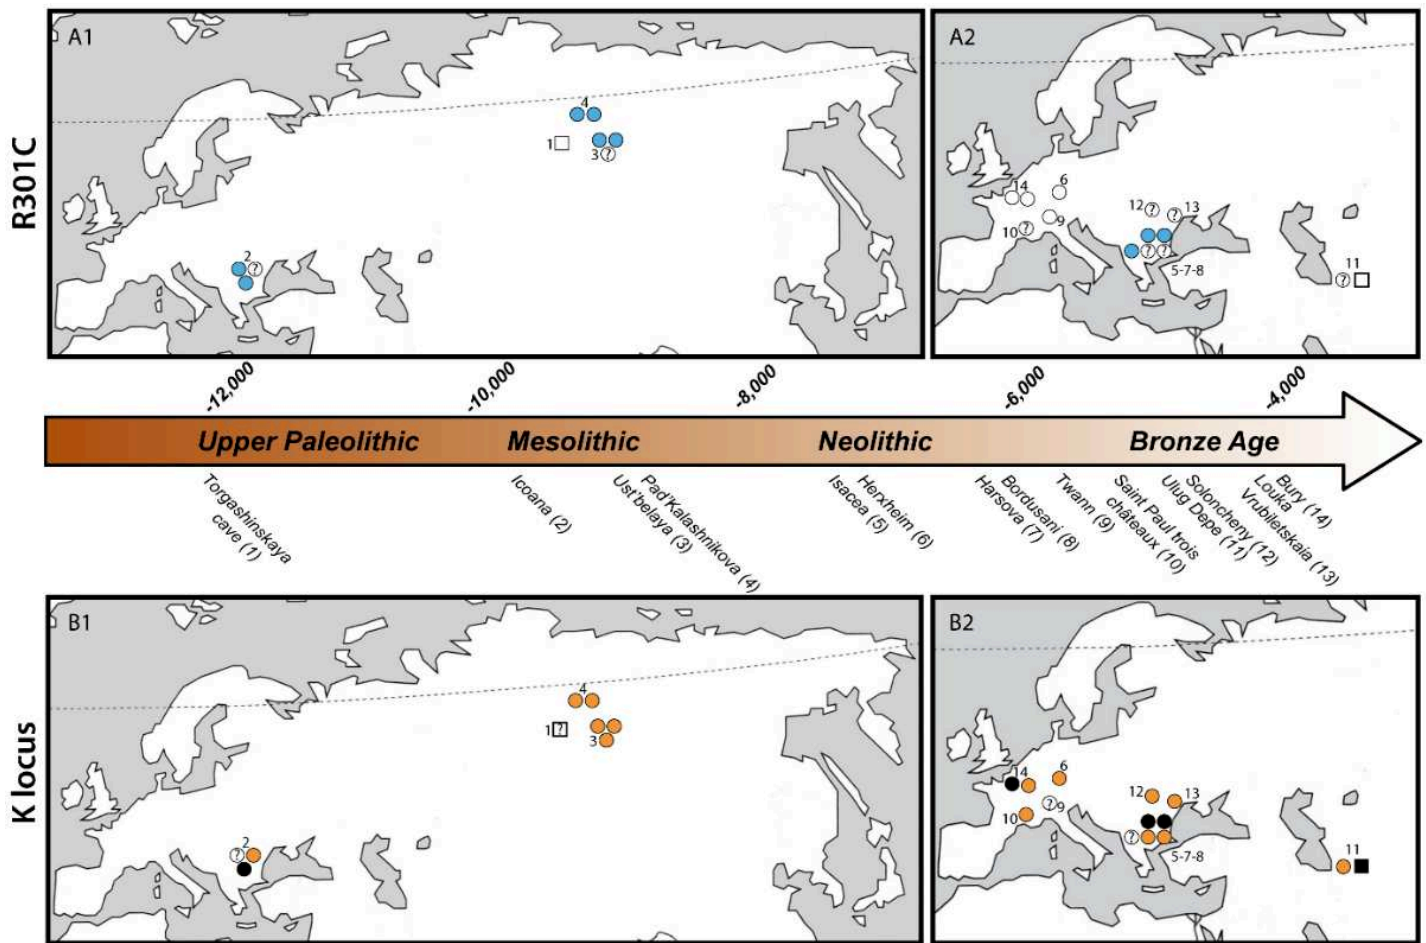 A1
A2
R301C
4
1
3 ?
2
?
14
6
12 ?
? 13
10 ?
9
? ?
5-7-8
11
?
-12,000
-10,000
-8,000
-6,000
-4,000
Upper Paleolithic
Mesolithic
Neolithic
Bronze Age
Torgashinskaya
cave (1)
Icoana (2)
Ust'belaya (3)
Pad'Kalashnikova (4)
Isacea (5)
Herxheim (6)
Harsova (7)
Bordusani (8)
Twann (9)
Saint Paul trois
châteaux (10)
Ulug Depe (11)
Soloncheny (12)
Louka
Vrubiletskaia (13)
Bury (14)
B1
B2
K locus
4
1 ?
3
2
?
14
6
? 9
12
13
10
?
5-7-8
11